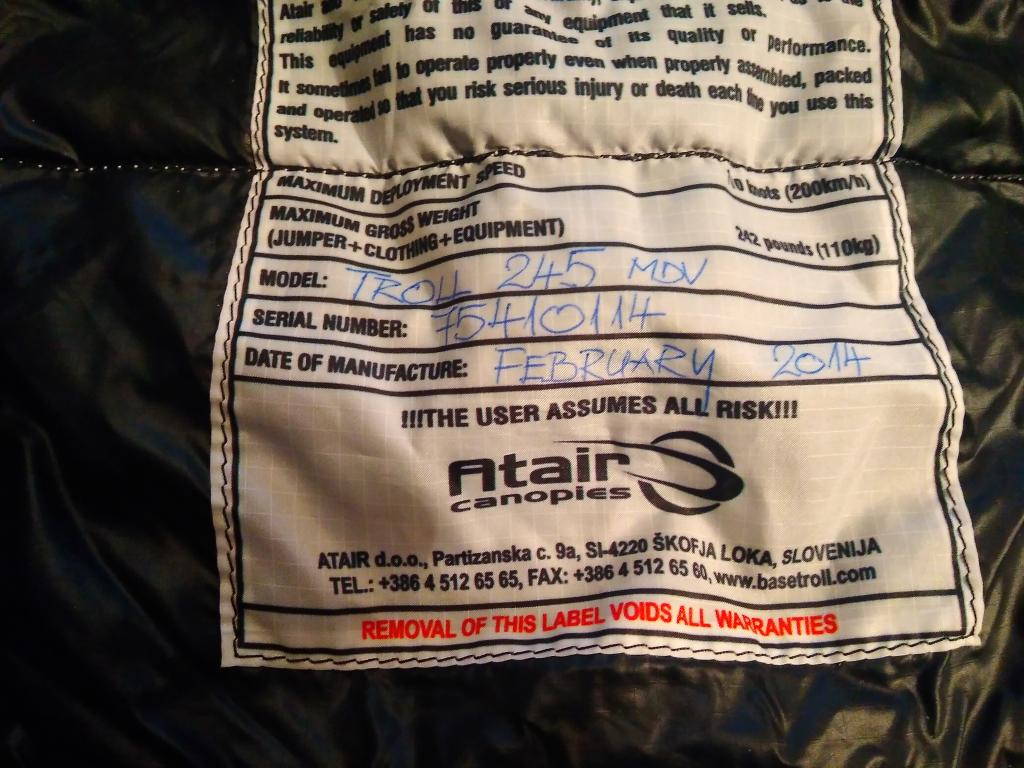 Atair
reliability or safety of this or any equipment that it sells.
This equipment has no guarantee of its quality or performance.
It sometimes fail to operate properly even when properly assembled, packed
and operated so that you risk serious injury or death each time you use this
system.
MAXIMUM DEPLOYMENT SPEED knots (200km/h)
MAXIMUM GROSS WEIGHT
(JUMPER+CLOTHING+EQUIPMENT) 242 pounds (110kg)
MODEL: TROLL 245 MDV
SERIAL NUMBER: 75410114
DATE OF MANUFACTURE: FEBRUARY 2014
!!!THE USER ASSUMES ALL RISK!!!
Atair
canopies
ATAIR d.o.o., Partizanska c. 9a, SI-4220 ŠKOFJA LOKA, SLOVENIJA
TEL.: +386 4 512 65 65, FAX: +386 4 512 65 60, www.basetroll.com
REMOVAL OF THIS LABEL VOIDS ALL WARRANTIES